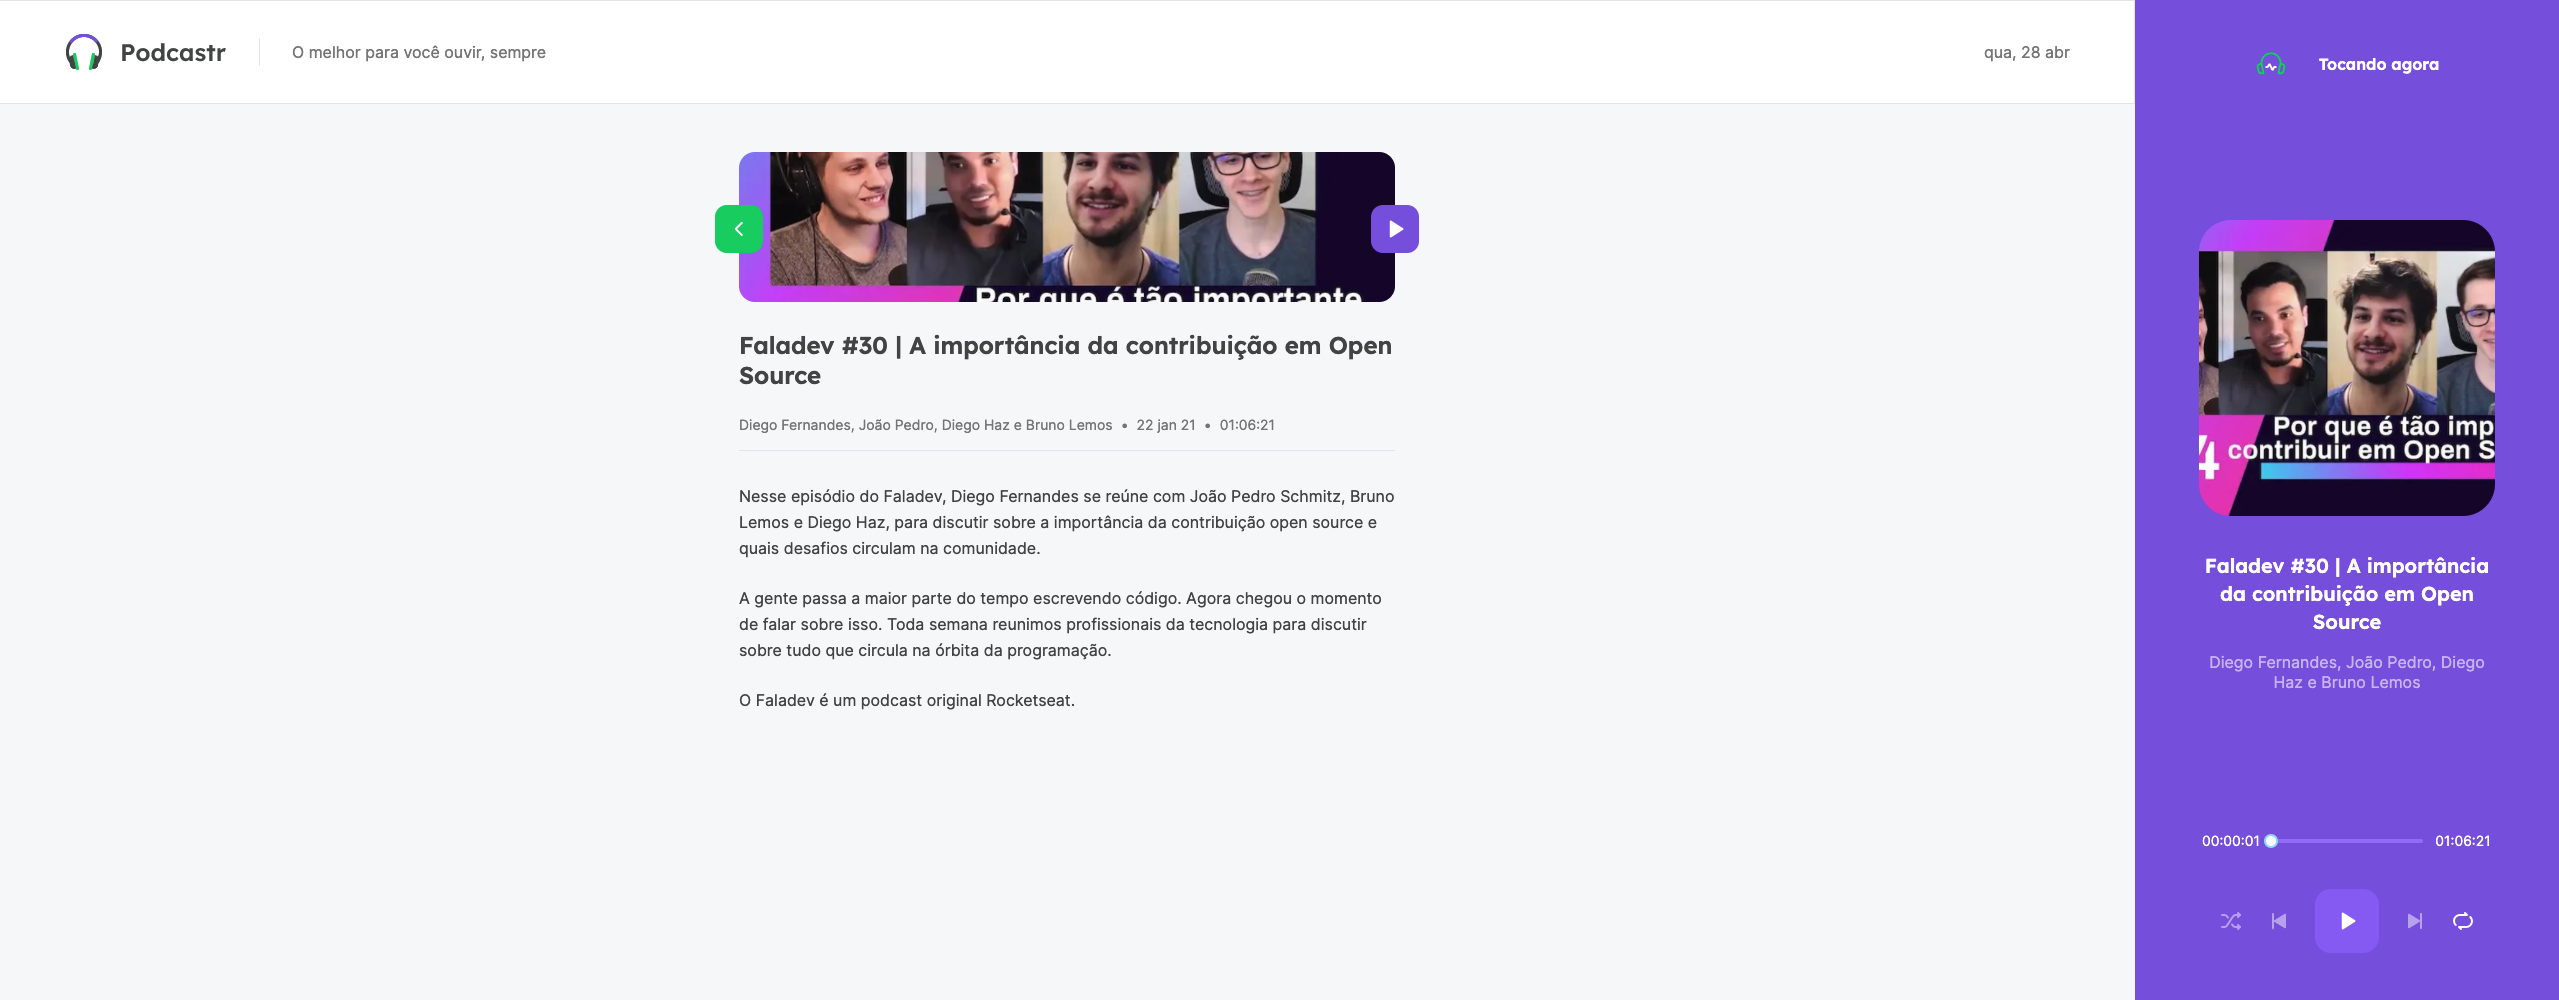 Podcastr
O melhor para você ouvir, sempre
qua, 28 abr
Por que é tão importante
Faladev #30 | A importância da contribuição em Open
Source
Diego Fernandes, João Pedro, Diego Haz e Bruno Lemos • 22 jan 21 • 01:06:21
Nesse episódio do Faladev, Diego Fernandes se reúne com João Pedro Schmitz, Bruno
Lemos e Diego Haz, para discutir sobre a importância da contribuição open source e
quais desafios circulam na comunidade.
A gente passa a maior parte do tempo escrevendo código. Agora chegou o momento
de falar sobre isso. Toda semana reunimos profissionais da tecnologia para discutir
sobre tudo que circula na órbita da programação.
O Faladev é um podcast original Rocketseat.
Tocando agora
Por que é tão imp
4 contribuir em Open S
Faladev #30 | A importância
da contribuição em Open
Source
Diego Fernandes, João Pedro, Diego
Haz e Bruno Lemos
00:00:01
01:06:21